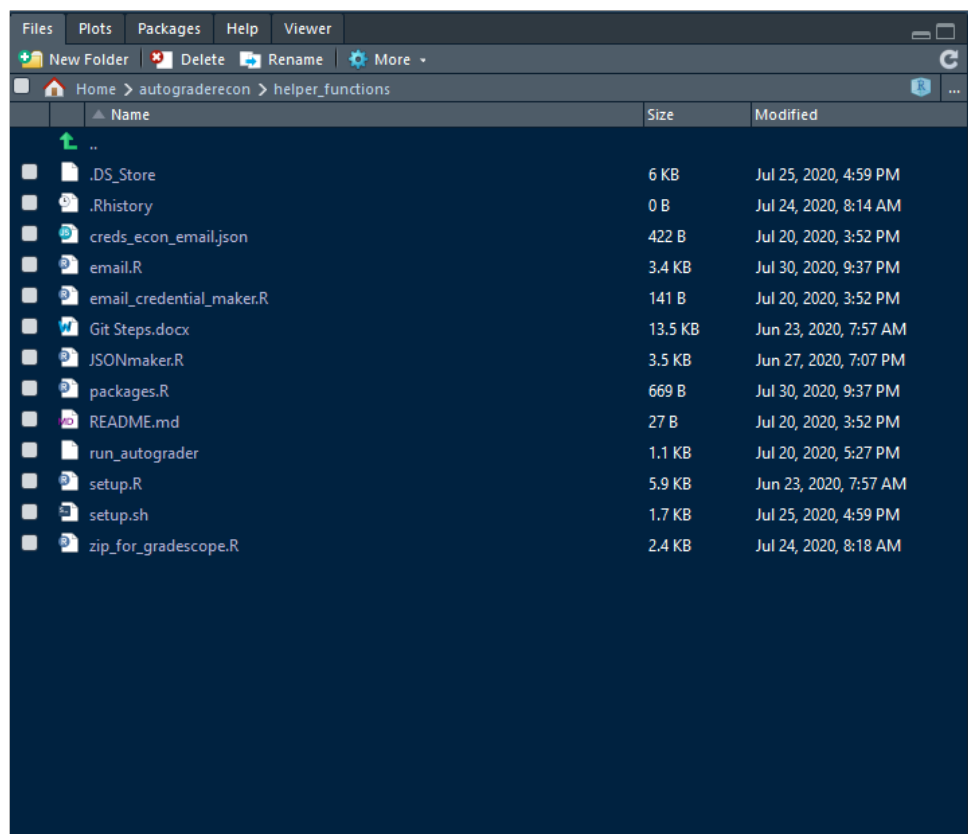 Files Plots Packages Help Viewer
New Folder Delete Rename More
Home autograderecon helper_functions R ...
Name Size Modified
..
.DS_Store 6 KB Jul 25, 2020, 4:59 PM
.Rhistory 0 B Jul 24, 2020, 8:14 AM
creds_econ_email.json 422 B Jul 20, 2020, 3:52 PM
email.R 3.4 KB Jul 30, 2020, 9:37 PM
email_credential_maker.R 141 B Jul 20, 2020, 3:52 PM
Git Steps.docx 13.5 KB Jun 23, 2020, 7:57 AM
JSONmaker.R 3.5 KB Jun 27, 2020, 7:07 PM
packages.R 669 B Jul 30, 2020, 9:37 PM
README.md 27 B Jul 20, 2020, 3:52 PM
run_autograder 1.1 KB Jul 20, 2020, 5:27 PM
setup.R 5.9 KB Jun 23, 2020, 7:57 AM
setup.sh 1.7 KB Jul 25, 2020, 4:59 PM
zip_for_gradescope.R 2.4 KB Jul 24, 2020, 8:18 AM